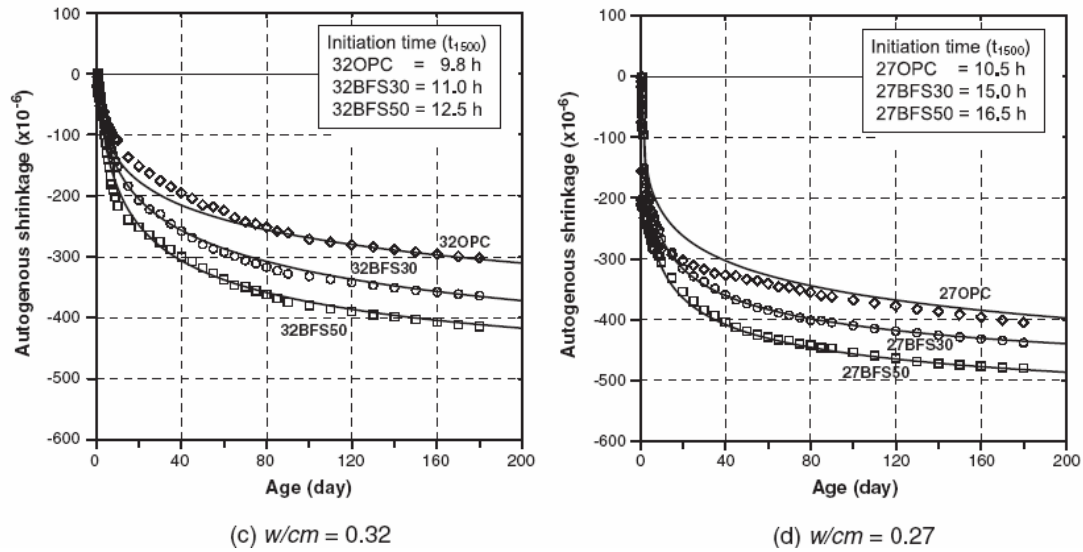 100
0
-100
-200
-300
-400
-500
-600
Autogenous shrinkage (x10⁻⁶)
Initiation time (t₁₅₀₀)
32OPC = 9.8 h
32BFS30 = 11.0 h
32BFS50 = 12.5 h
32OPC
32BFS30
32BFS50
0 40 80 120 160 200
Age (day)
(c) w/cm = 0.32
100
0
-100
-200
-300
-400
-500
-600
Autogenous shrinkage (x10⁻⁶)
Initiation time (t₁₅₀₀)
27OPC = 10.5 h
27BFS30 = 15.0 h
27BFS50 = 16.5 h
27OPC
27BFS30
27BFS50
0 40 80 120 160 200
Age (day)
(d) w/cm = 0.27